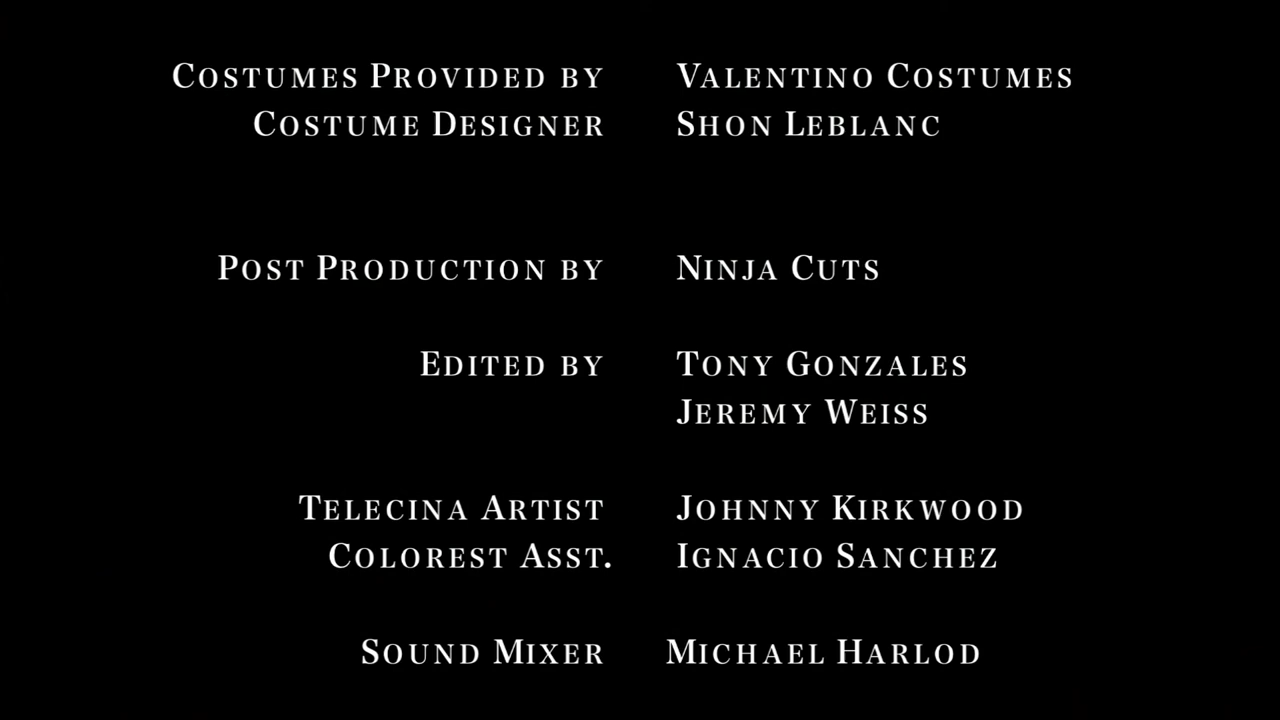 Costumes Provided by Valentino Costumes
Costume Designer Shon Leblanc
Post Production by Ninja Cuts
Edited by Tony Gonzales
Jeremy Weiss
Telecina Artist Johnny Kirkwood
Colorest Asst. Ignacio Sanchez
Sound Mixer Michael Harlod